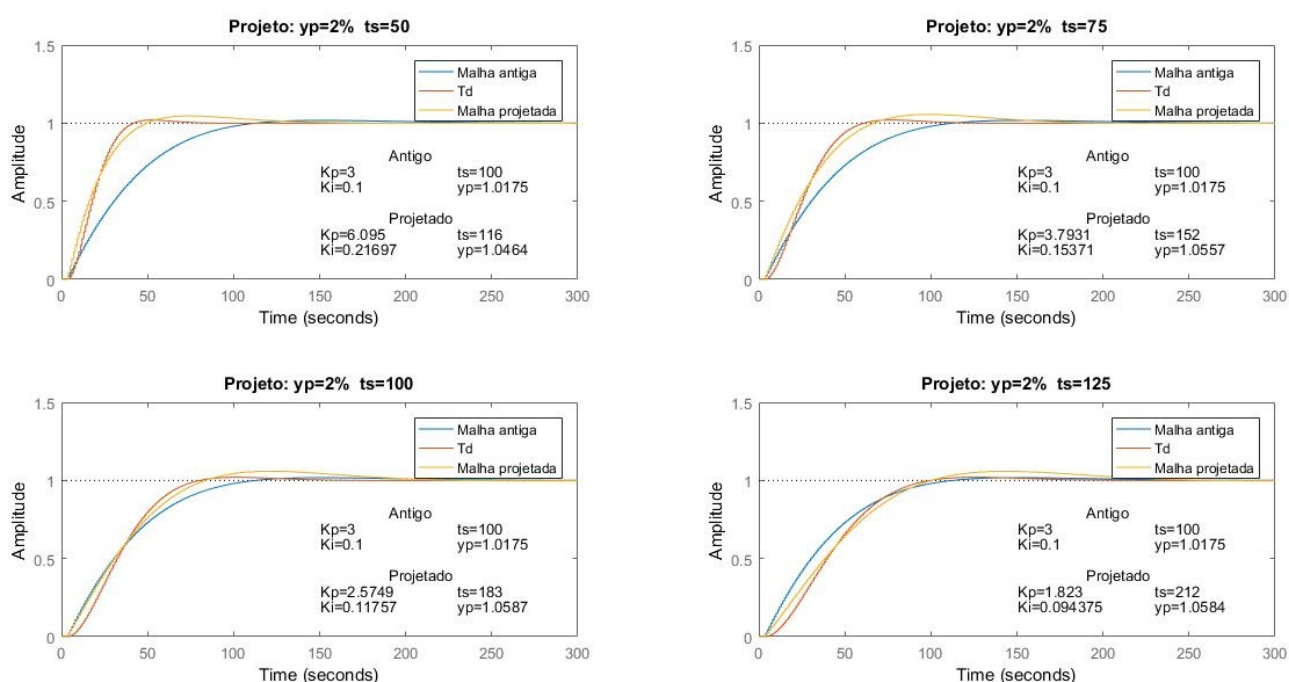 Projeto: yp=2% ts=50
1.5
1
0.5
0
Amplitude
Malha antiga
Td
Malha projetada
Antigo
Kp=3 ts=100
Ki=0.1 yp=1.0175
Projetado
Kp=6.095 ts=116
Ki=0.21697 yp=1.0464
0 50 100 150 200 250 300
Time (seconds)
Projeto: yp=2% ts=75
1.5
1
0.5
0
Amplitude
Malha antiga
Td
Malha projetada
Antigo
Kp=3 ts=100
Ki=0.1 yp=1.0175
Projetado
Kp=3.7931 ts=152
Ki=0.15371 yp=1.0557
0 50 100 150 200 250 300
Time (seconds)
Projeto: yp=2% ts=100
1.5
1
0.5
0
Amplitude
Malha antiga
Td
Malha projetada
Antigo
Kp=3 ts=100
Ki=0.1 yp=1.0175
Projetado
Kp=2.5749 ts=183
Ki=0.11757 yp=1.0587
0 50 100 150 200 250 300
Time (seconds)
Projeto: yp=2% ts=125
1.5
1
0.5
0
Amplitude
Malha antiga
Td
Malha projetada
Antigo
Kp=3 ts=100
Ki=0.1 yp=1.0175
Projetado
Kp=1.823 ts=212
Ki=0.094375 yp=1.0584
0 50 100 150 200 250 300
Time (seconds)